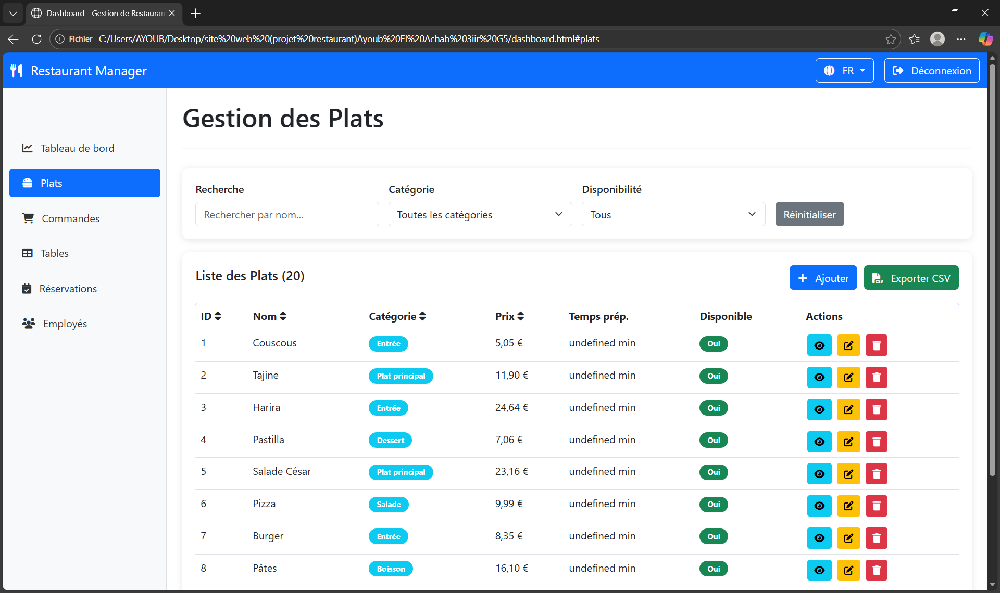 Dashboard - Gestion de Restauran
Fichier C:/Users/AYOUB/Desktop/site%20web%20(projet%20restaurant)Ayoub%20El%20Achab%203iir%20G5/dashboard.html#plats
Restaurant Manager
FR
Déconnexion
Tableau de bord
Plats
Commandes
Tables
Réservations
Employés
Gestion des Plats
Recherche Catégorie Disponibilité
Rechercher par nom... Toutes les catégories Tous Réinitialiser
Liste des Plats (20)
Ajouter
CSV Exporter CSV
ID Nom Catégorie Prix Temps prép. Disponible Actions
1 Couscous Entrée 5,05 € undefined min Oui
2 Tajine Plat principal 11,90 € undefined min Oui
3 Harira Entrée 24,64 € undefined min Oui
4 Pastilla Dessert 7,06 € undefined min Oui
5 Salade César Plat principal 23,16 € undefined min Oui
6 Pizza Salade 9,99 € undefined min Oui
7 Burger Entrée 8,35 € undefined min Oui
8 Pâtes Boisson 16,10 € undefined min Oui